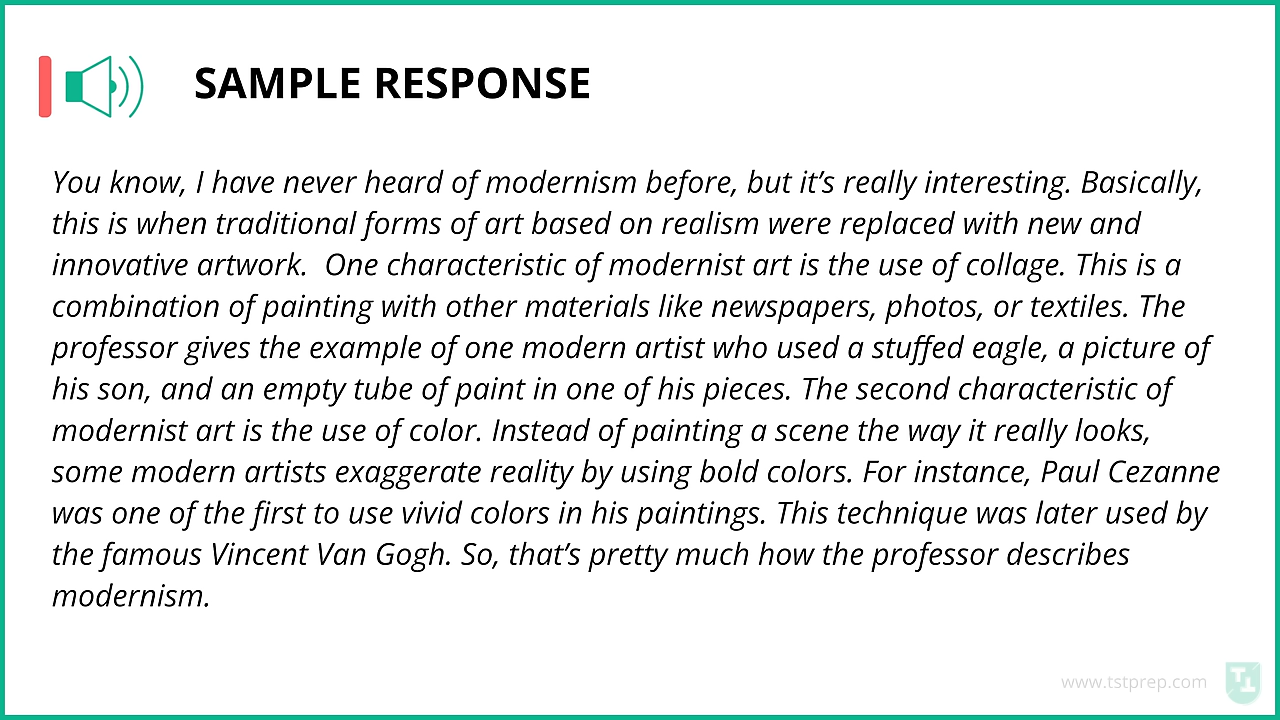 SAMPLE RESPONSE
You know, I have never heard of modernism before, but it’s really interesting. Basically,
this is when traditional forms of art based on realism were replaced with new and
innovative artwork.  One characteristic of modernist art is the use of collage. This is a
combination of painting with other materials like newspapers, photos, or textiles. The
professor gives the example of one modern artist who used a stuffed eagle, a picture of
his son, and an empty tube of paint in one of his pieces. The second characteristic of
modernist art is the use of color. Instead of painting a scene the way it really looks,
some modern artists exaggerate reality by using bold colors. For instance, Paul Cezanne
was one of the first to use vivid colors in his paintings. This technique was later used by
the famous Vincent Van Gogh. So, that’s pretty much how the professor describes
modernism.
www.tstprep.com